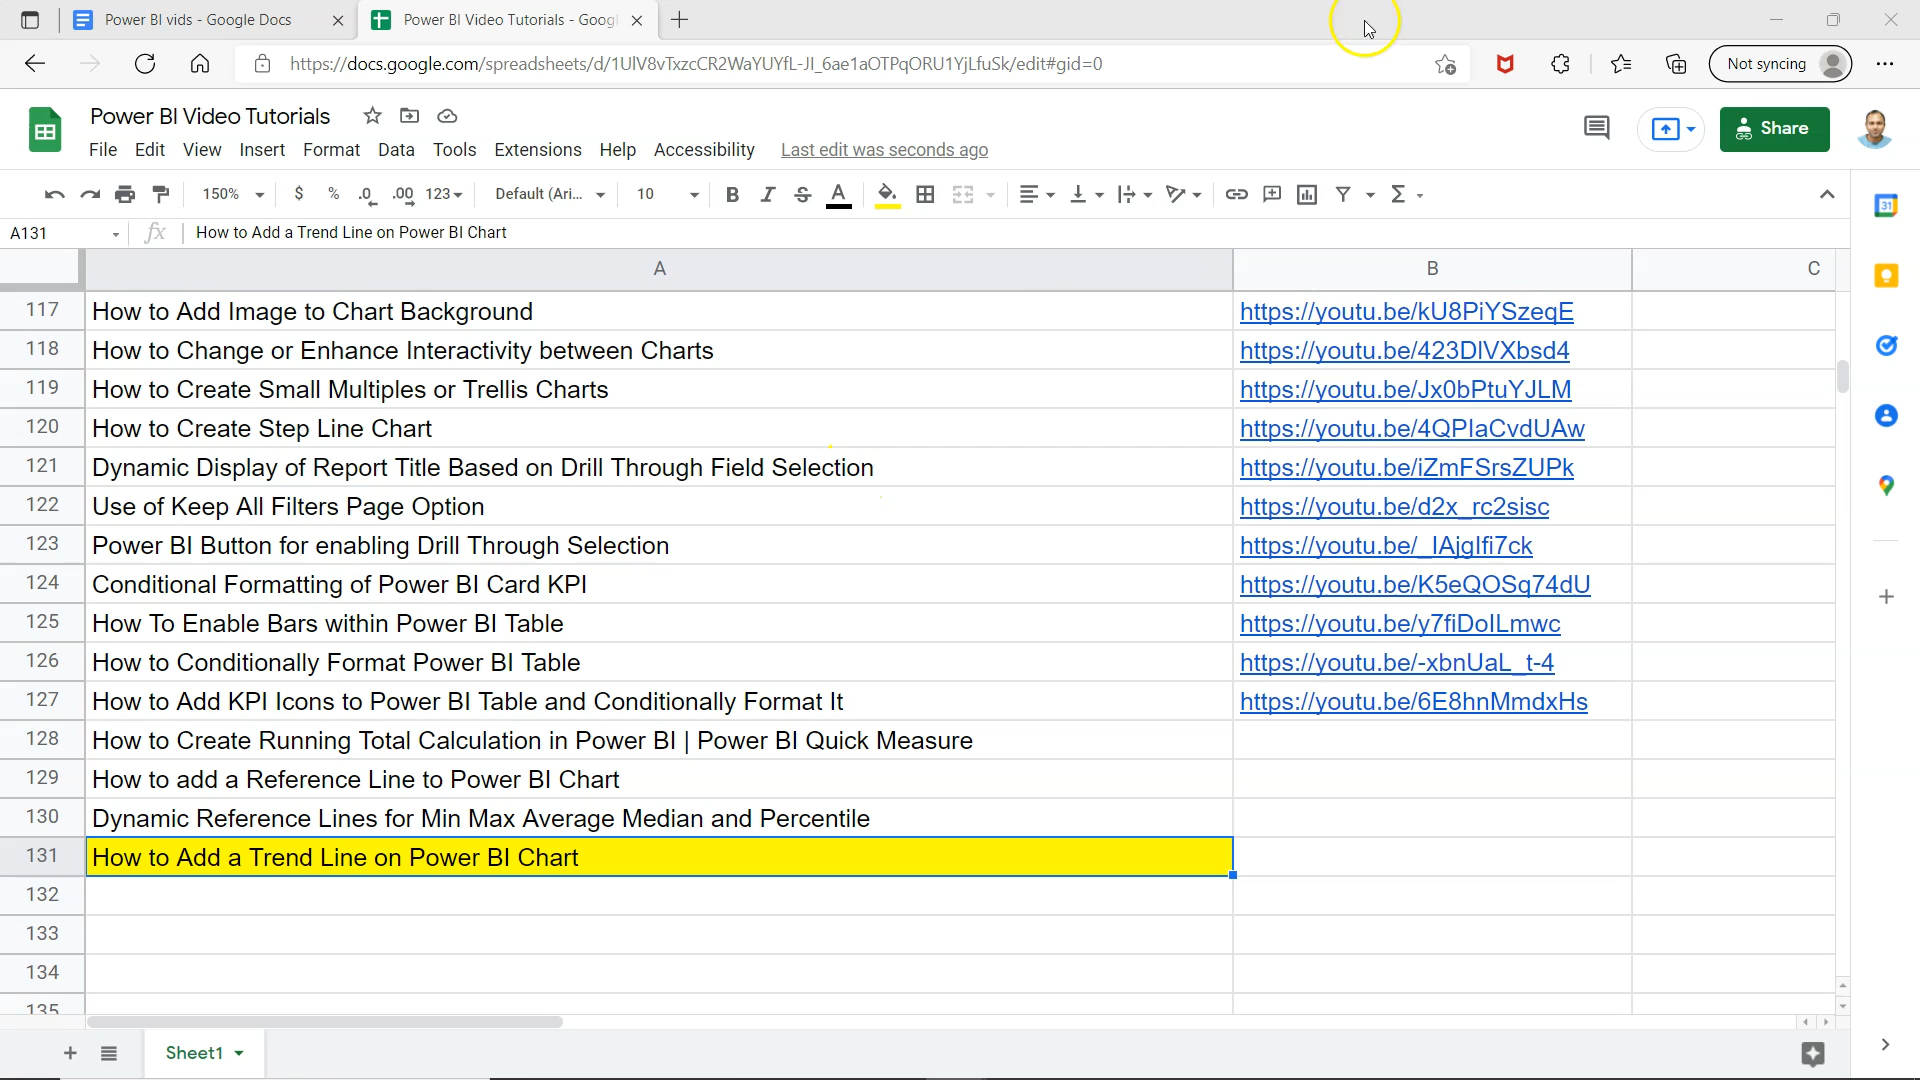 Power BI vids - Google Docs
Power BI Video Tutorials - Googl
https://docs.google.com/spreadsheets/d/1UlV8vTxzcCR2WaYUYfL-JI_6ae1aOTPqORU1YjLfuSk/edit#gid=0
Not syncing
Power BI Video Tutorials
File Edit View Insert Format Data Tools Extensions Help Accessibility Last edit was seconds ago
Share
150% $ % .0 .00 123 Default (Ari... 10 B I S A Σ
31
A131 fx How to Add a Trend Line on Power BI Chart
A B C
117 How to Add Image to Chart Background https://youtu.be/kU8PiYSzeqE
118 How to Change or Enhance Interactivity between Charts https://youtu.be/423DIVXbsd4
119 How to Create Small Multiples or Trellis Charts https://youtu.be/Jx0bPtuYJLM
120 How to Create Step Line Chart https://youtu.be/4QPlaCvdUAw
121 Dynamic Display of Report Title Based on Drill Through Field Selection https://youtu.be/iZmFSrsZUPk
122 Use of Keep All Filters Page Option https://youtu.be/d2x_rc2sisc
123 Power BI Button for enabling Drill Through Selection https://youtu.be/_IAjgIfi7ck
124 Conditional Formatting of Power BI Card KPI https://youtu.be/K5eQOSq74dU
125 How To Enable Bars within Power BI Table https://youtu.be/y7fiDoILmwc
126 How to Conditionally Format Power BI Table https://youtu.be/-xbnUaL_t-4
127 How to Add KPI Icons to Power BI Table and Conditionally Format It https://youtu.be/6E8hnMmdxHs
128 How to Create Running Total Calculation in Power BI | Power BI Quick Measure
129 How to add a Reference Line to Power BI Chart
130 Dynamic Reference Lines for Min Max Average Median and Percentile
131 How to Add a Trend Line on Power BI Chart
132
133
134
135
Sheet1